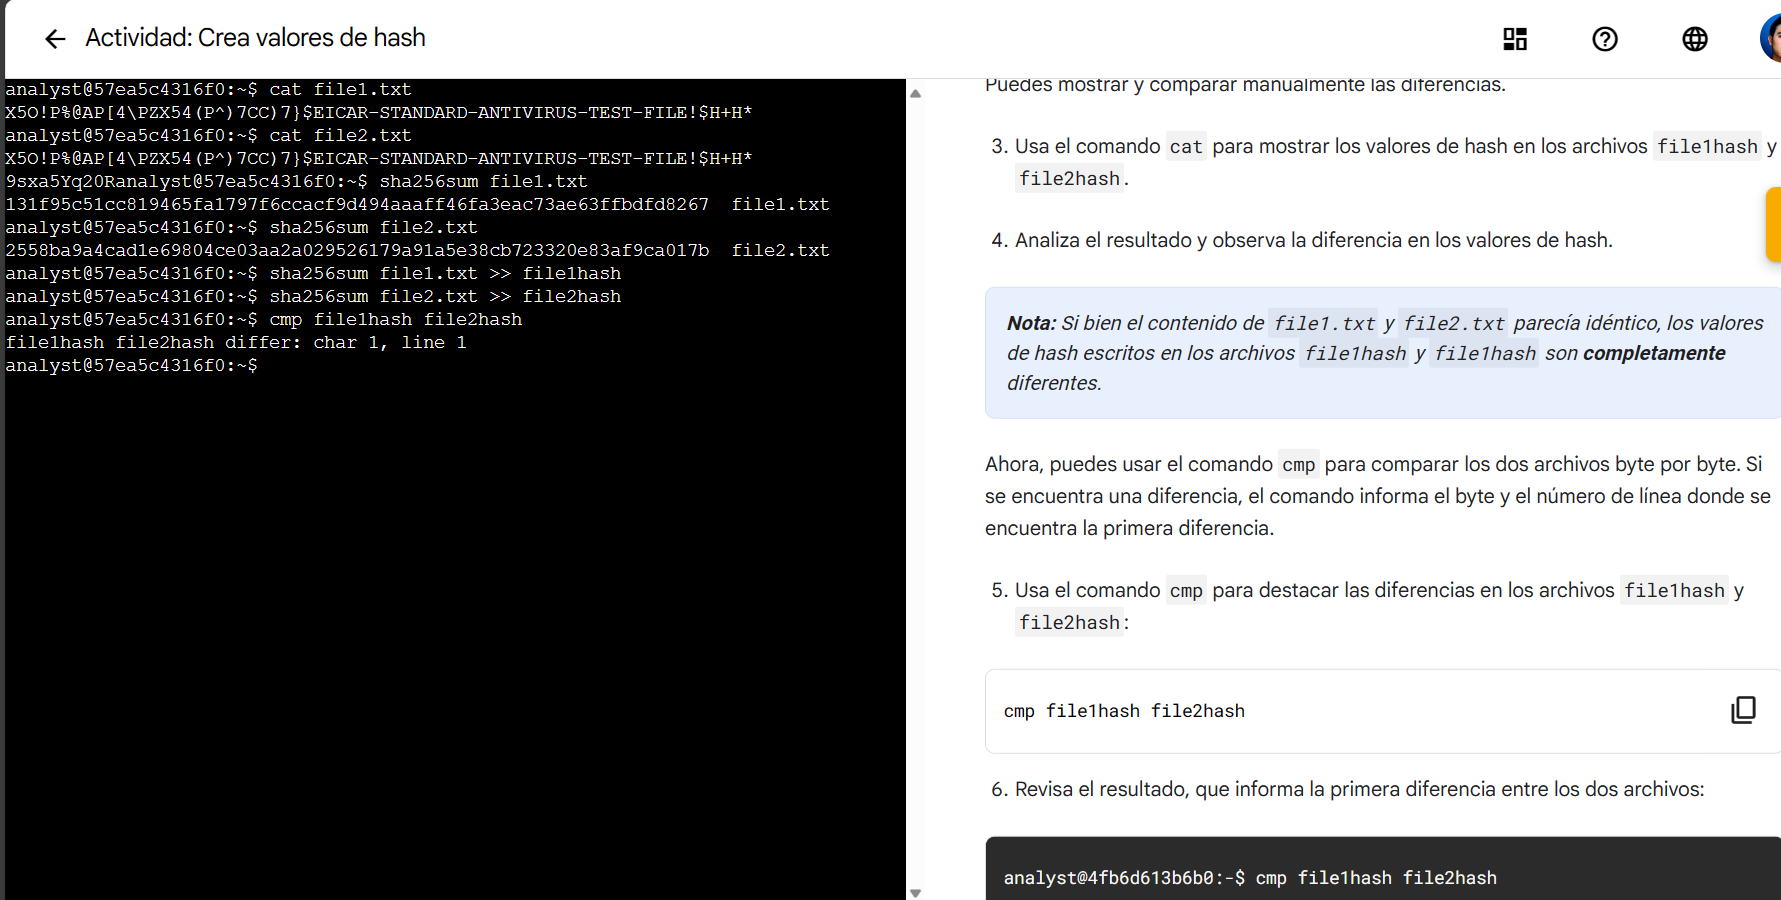 Actividad: Crea valores de hash
analyst@57ea5c4316f0:~$ cat file1.txt
X5O!P%@AP[4\PZX54(P^)7CC)7}$EICAR-STANDARD-ANTIVIRUS-TEST-FILE!$H+H*
analyst@57ea5c4316f0:~$ cat file2.txt
X5O!P%@AP[4\PZX54(P^)7CC)7}$EICAR-STANDARD-ANTIVIRUS-TEST-FILE!$H+H*
9sxa5Yq20Ranalyst@57ea5c4316f0:~$ sha256sum file1.txt
131f95c51cc819465fa1797f6ccacf9d494aaaff46fa3eac73ae63ffbdfd8267  file1.txt
analyst@57ea5c4316f0:~$ sha256sum file2.txt
2558ba9a4cad1e69804ce03aa2a029526179a91a5e38cb723320e83af9ca017b  file2.txt
analyst@57ea5c4316f0:~$ sha256sum file1.txt >> file1hash
analyst@57ea5c4316f0:~$ sha256sum file2.txt >> file2hash
analyst@57ea5c4316f0:~$ cmp file1hash file2hash
file1hash file2hash differ: char 1, line 1
analyst@57ea5c4316f0:~$
Puedes mostrar y comparar manualmente las diferencias.
3. Usa el comando cat para mostrar los valores de hash en los archivos file1hash y
file2hash.
4. Analiza el resultado y observa la diferencia en los valores de hash.
Nota: Si bien el contenido de file1.txt y file2.txt parecía idéntico, los valores
de hash escritos en los archivos file1hash y file1hash son completamente
diferentes.
Ahora, puedes usar el comando cmp para comparar los dos archivos byte por byte. Si
se encuentra una diferencia, el comando informa el byte y el número de línea donde se
encuentra la primera diferencia.
5. Usa el comando cmp para destacar las diferencias en los archivos file1hash y
file2hash:
cmp file1hash file2hash
6. Revisa el resultado, que informa la primera diferencia entre los dos archivos:
analyst@4fb6d613b6b0:-$ cmp file1hash file2hash